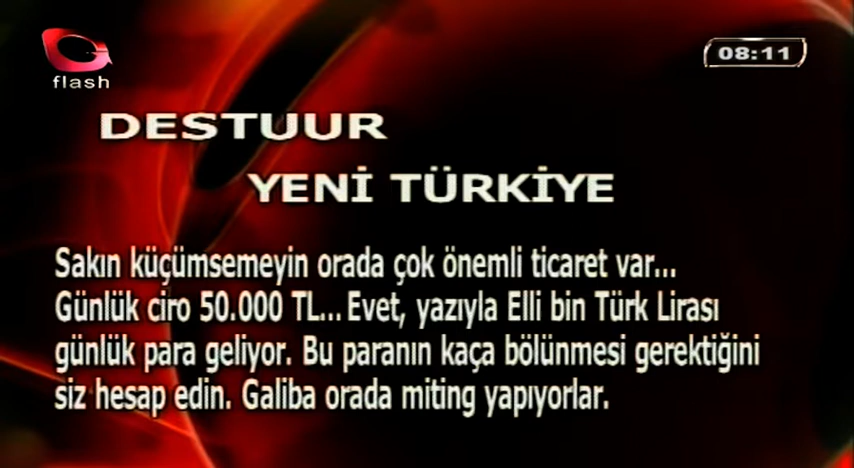 flash
08:11
DESTUUR
YENİ TÜRKİYE
Sakın küçümsemeyin orada çok önemli ticaret var...
Günlük ciro 50.000 TL... Evet, yazıyla Elli bin Türk Lirası
günlük para geliyor. Bu paranın kaça bölünmesi gerektiğini
siz hesap edin. Galiba orada miting yapıyorlar.